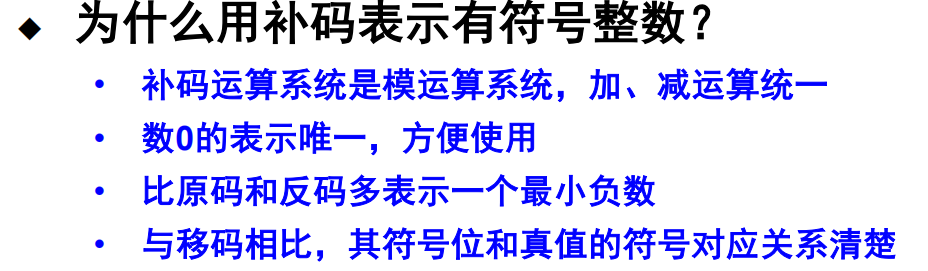 ◆ 为什么用补码表示有符号整数？
• 补码运算系统是模运算系统，加、减运算统一
• 数0的表示唯一，方便使用
• 比原码和反码多表示一个最小负数
• 与移码相比，其符号位和真值的符号对应关系清楚